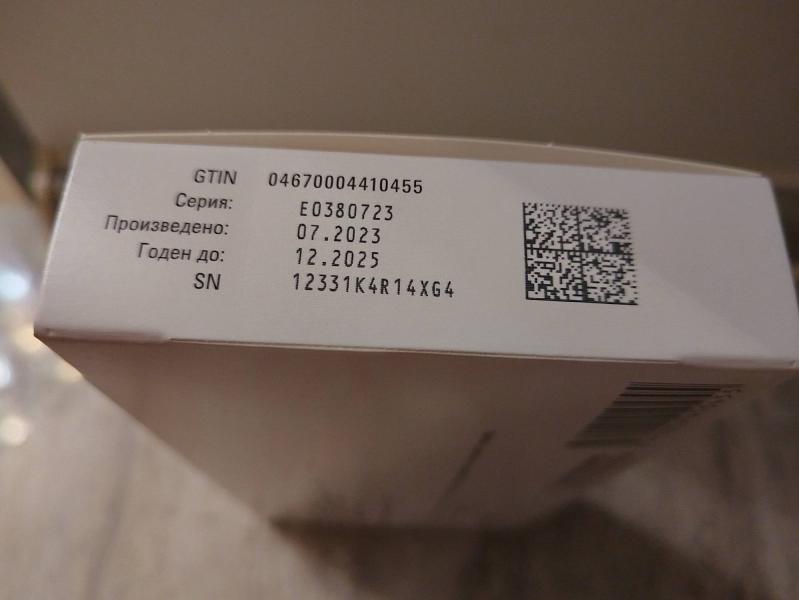 GTIN 04670004410455
Серия: E0380723
Произведено: 07.2023
Годен до: 12.2025
SN 12331K4R14XG4